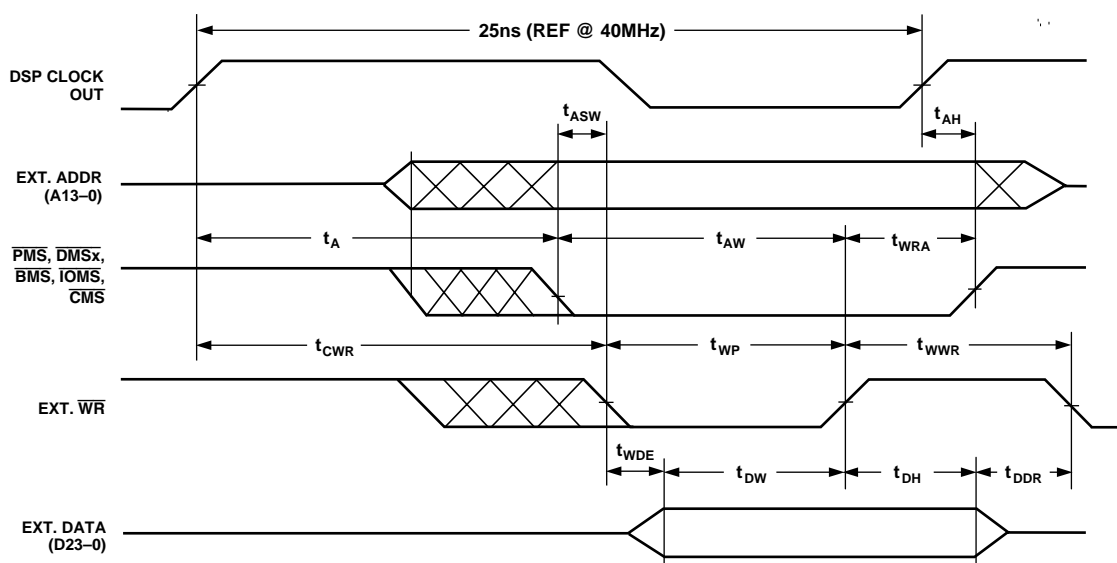 25ns (REF @ 40MHz)
DSP CLOCK
OUT
tASW
tAH
EXT. ADDR
(A13–0)
tA
tAW
tWRA
PMS, DMSx,
BMS, IOMS,
CMS
tCWR
tWP
tWWR
EXT. WR
tWDE
tDW
tDH
tDDR
EXT. DATA
(D23–0)